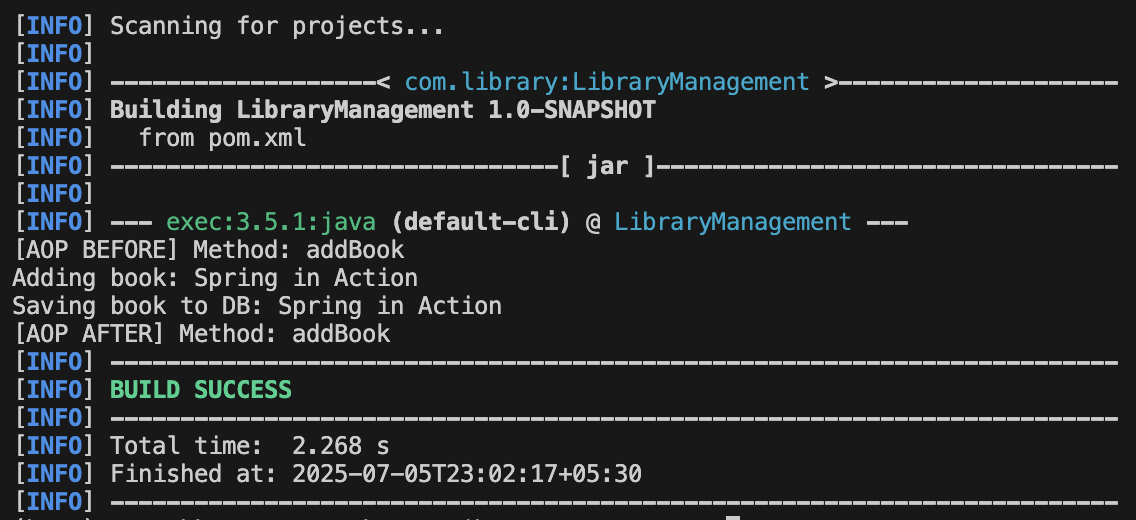 [INFO] Scanning for projects...
[INFO]
[INFO] -------------------< com.library:LibraryManagement >--------------------
[INFO] Building LibraryManagement 1.0-SNAPSHOT
[INFO]   from pom.xml
[INFO] --------------------------------[ jar ]---------------------------------
[INFO]
[INFO] --- exec:3.5.1:java (default-cli) @ LibraryManagement ---
[AOP BEFORE] Method: addBook
Adding book: Spring in Action
Saving book to DB: Spring in Action
[AOP AFTER] Method: addBook
[INFO] ------------------------------------------------------------------------
[INFO] BUILD SUCCESS
[INFO] ------------------------------------------------------------------------
[INFO] Total time:  2.268 s
[INFO] Finished at: 2025-07-05T23:02:17+05:30
[INFO] ------------------------------------------------------------------------